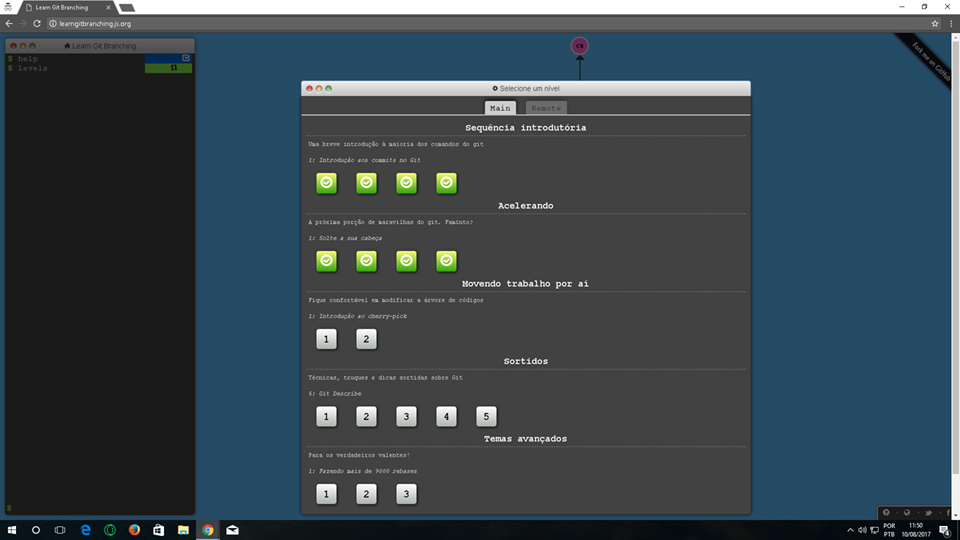 Learn Git Branching
learngitbranching.js.org
Learn Git Branching
$ help
$ levels
$
C0
Fork me on GitHub
Selecione um nível
Main Remote
Sequência introdutória
Uma breve introdução à maioria dos comandos do git
1: Introdução aos commits no Git
Acelerando
A próxima porção de maravilhas do git. Faminto?
1: Solte a sua cabeça
Movendo trabalho por aí
Fique confortável em modificar a árvore de códigos
1: Introdução ao cherry-pick
1 2
Sortidos
Técnicas, truques e dicas sortidas sobre Git
5: Git Describe
1 2 3 4 5
Temas avançados
Para os verdadeiros valentes!
1: Fazendo mais de 9000 rebases
1 2 3
POR
PTB
11:50
10/08/2017